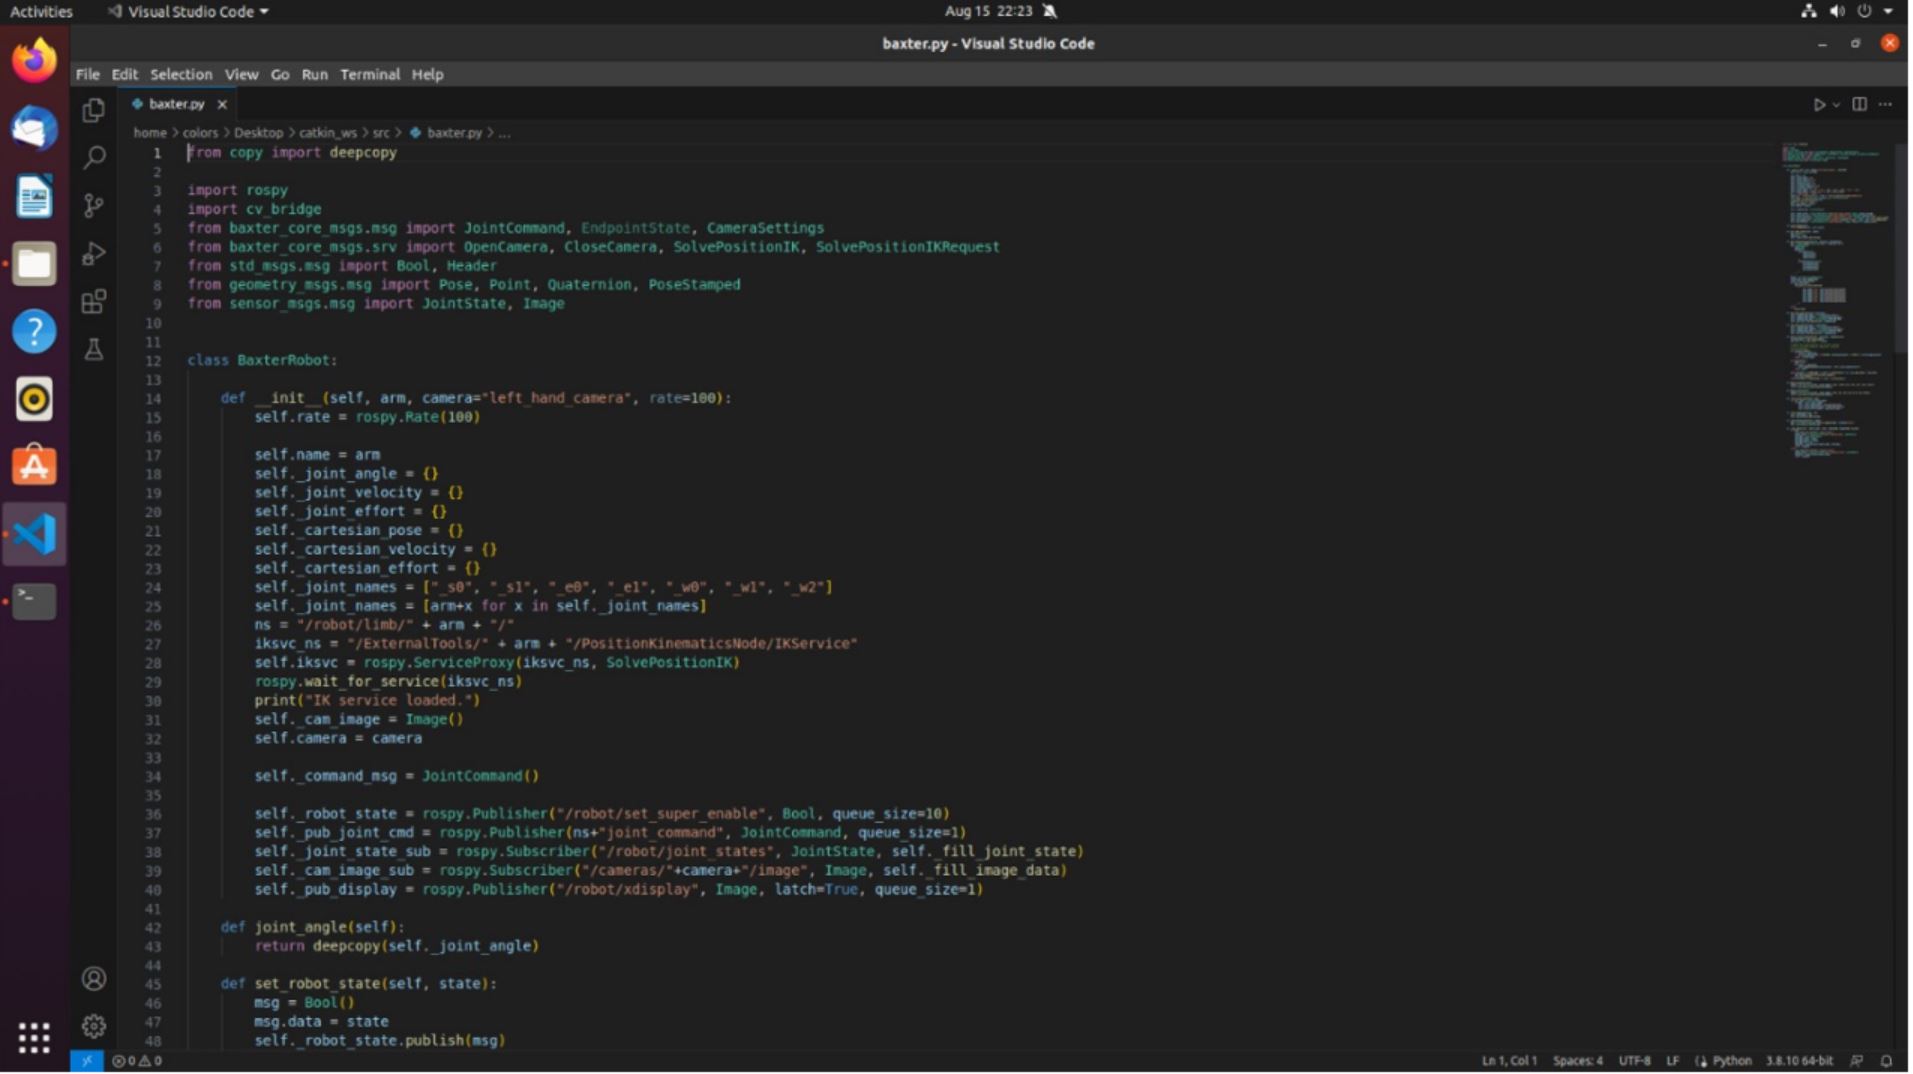 Activities
Visual Studio Code
Aug 15 22:23
baxter.py - Visual Studio Code
File Edit Selection View Go Run Terminal Help
baxter.py
home > colors > Desktop > catkin_ws > src > baxter.py > ...
1 from copy import deepcopy
2
3 import rospy
4 import cv_bridge
5 from baxter_core_msgs.msg import JointCommand, EndpointState, CameraSettings
6 from baxter_core_msgs.srv import OpenCamera, CloseCamera, SolvePositionIK, SolvePositionIKRequest
7 from std_msgs.msg import Bool, Header
8 from geometry_msgs.msg import Pose, Point, Quaternion, PoseStamped
9 from sensor_msgs.msg import JointState, Image
10
11
12 class BaxterRobot:
13
14 def __init__(self, arm, camera="left_hand_camera", rate=100):
15 self.rate = rospy.Rate(100)
16
17 self.name = arm
18 self._joint_angle = {}
19 self._joint_velocity = {}
20 self._joint_effort = {}
21 self._cartesian_pose = {}
22 self._cartesian_velocity = {}
23 self._cartesian_effort = {}
24 self._joint_names = ["_s0", "_s1", "_e0", "_e1", "_w0", "_w1", "_w2"]
25 self._joint_names = [arm+x for x in self._joint_names]
26 ns = "/robot/limb/" + arm + "/"
27 iksvc_ns = "/ExternalTools/" + arm + "/PositionKinematicsNode/IKService"
28 self.iksvc = rospy.ServiceProxy(iksvc_ns, SolvePositionIK)
29 rospy.wait_for_service(iksvc_ns)
30 print("IK service loaded.")
31 self._cam_image = Image()
32 self.camera = camera
33
34 self._command_msg = JointCommand()
35
36 self._robot_state = rospy.Publisher("/robot/set_super_enable", Bool, queue_size=10)
37 self._pub_joint_cmd = rospy.Publisher(ns+"joint_command", JointCommand, queue_size=1)
38 self._joint_state_sub = rospy.Subscriber("/robot/joint_states", JointState, self._fill_joint_state)
39 self._cam_image_sub = rospy.Subscriber("/cameras/"+camera+"/image", Image, self._fill_image_data)
40 self._pub_display = rospy.Publisher("/robot/xdisplay", Image, latch=True, queue_size=1)
41
42 def joint_angle(self):
43 return deepcopy(self._joint_angle)
44
45 def set_robot_state(self, state):
46 msg = Bool()
47 msg.data = state
48 self._robot_state.publish(msg)
0 0
Ln 1, Col 1 Spaces: 4 UTF-8 LF Python 3.8.10 64-bit